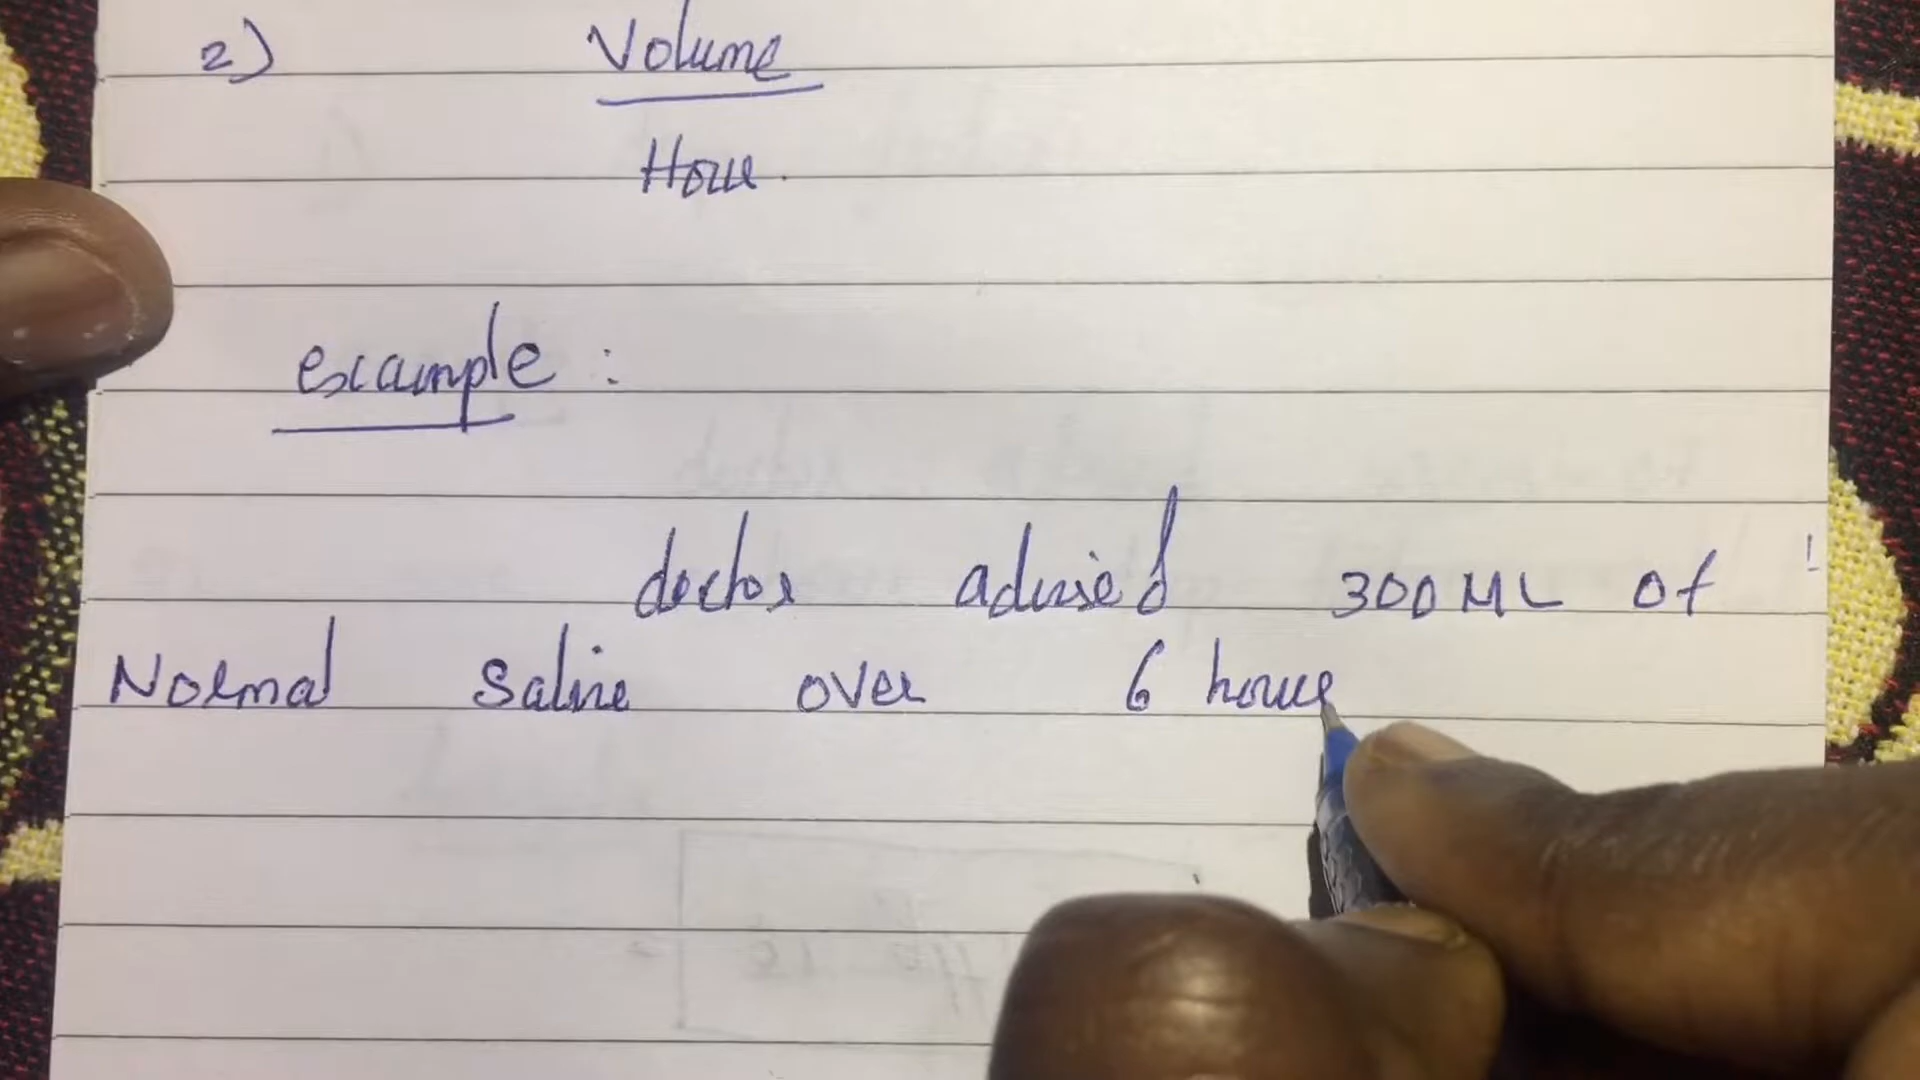 2) Volume
Hour.
example :
doctor advised 300 ML of
Normal Saline over 6 hours